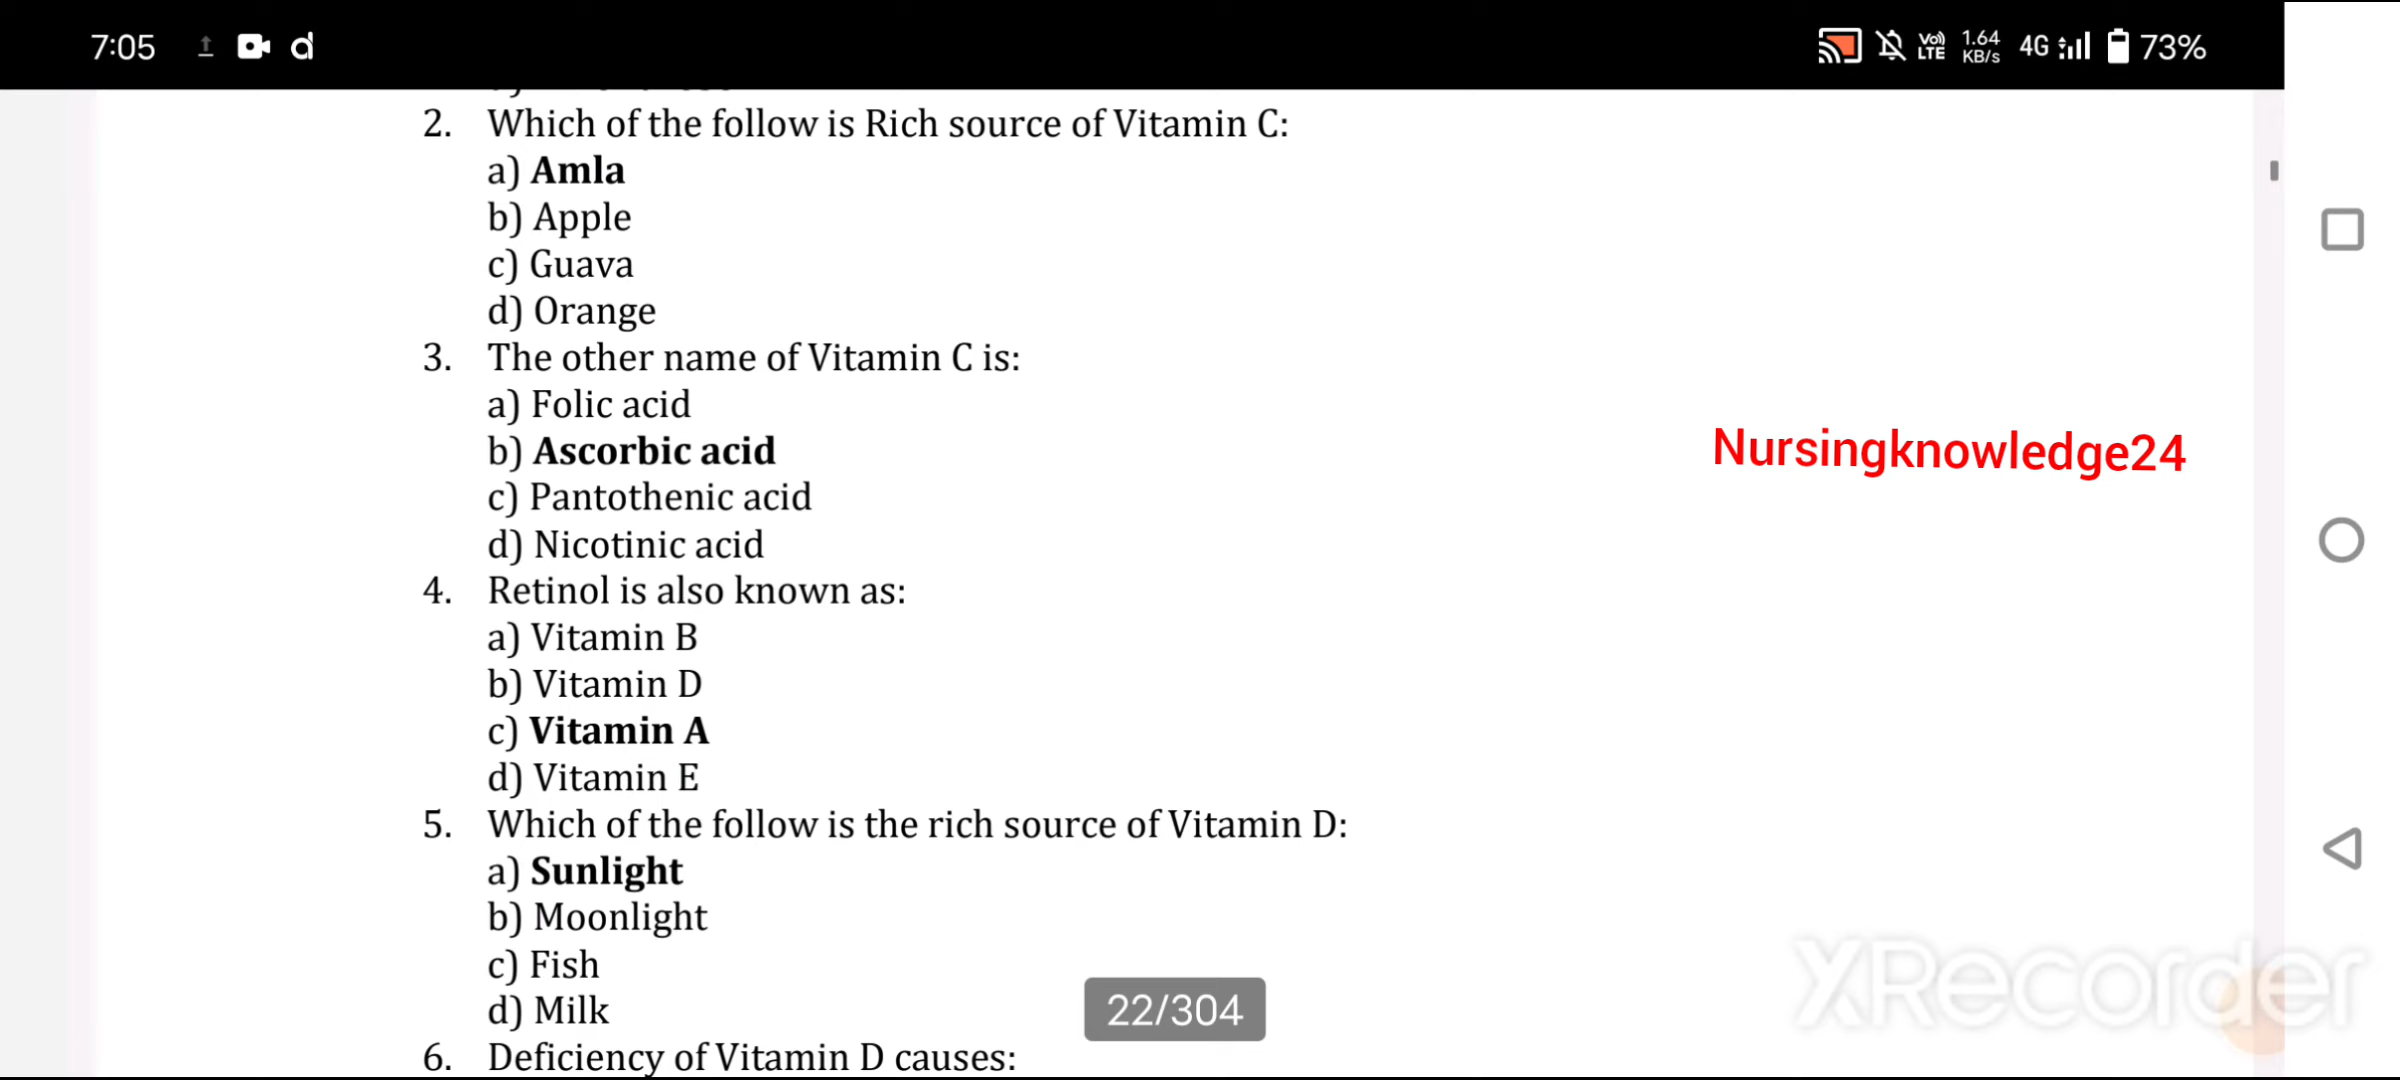 7:05 d Vo) LTE 1.64 KB/s 4G 73%
2. Which of the follow is Rich source of Vitamin C:
a) Amla
b) Apple
c) Guava
d) Orange
3. The other name of Vitamin C is:
a) Folic acid
b) Ascorbic acid
Nursingknowledge24
c) Pantothenic acid
d) Nicotinic acid
4. Retinol is also known as:
a) Vitamin B
b) Vitamin D
c) Vitamin A
d) Vitamin E
5. Which of the follow is the rich source of Vitamin D:
a) Sunlight
b) Moonlight
c) Fish
d) Milk
22/304
XRecorder
6. Deficiency of Vitamin D causes: